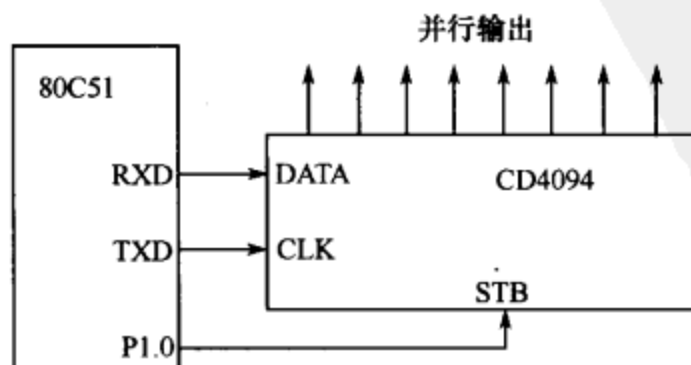 并行输出
80C51
RXD
DATA
CD4094
TXD
CLK
STB
P1.0